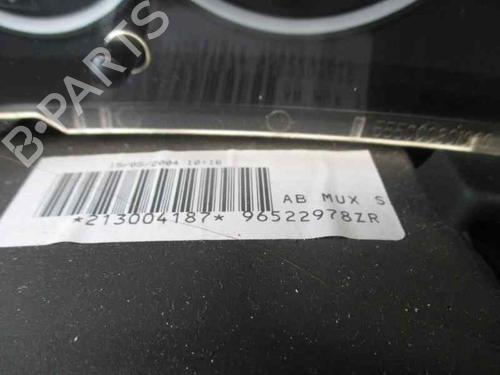 B-PARTS
15/05/2004 10:16
AB MUX S
*213004187* 96522978ZR